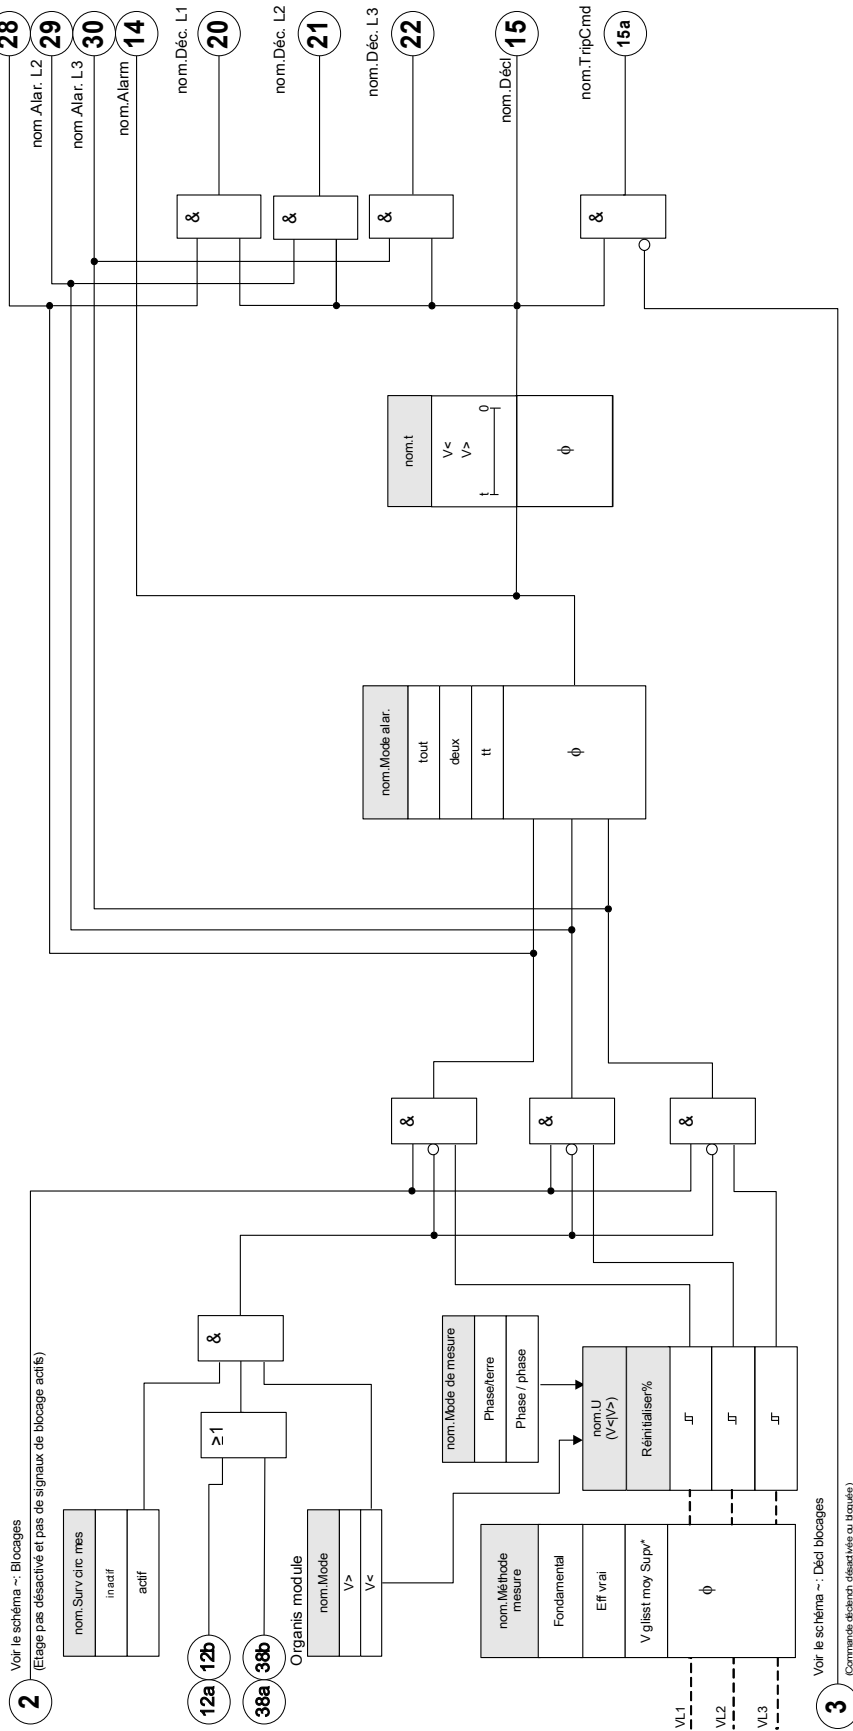 2
Voir le schéma ~: Blocages
(Etage pas désactivé et pas de signaux de blocage actifs)
nom.Surv circ mes
inactif
actif
12a
12b
38a
38b
≥1
&
Organis module
nom.Mode
V>
V<
nom.Mode de mesure
Phase/terre
Phase / phase
nom.Méthode mesure
Fondamental
Eff vrai
V glisst moy Supv*
ϕ
VL1
VL2
VL3
nom.U
(V<|V>)
Réinitialiser%
&
&
&
nom.Mode alar.
tout
deux
tt
ϕ
nom.t
V<
V>
t
0
ϕ
&
&
&
&
28
29
nom.Alar. L2
30
nom.Alar. L3
14
nom.Alarm
20
nom.Déc. L1
21
nom.Déc. L2
22
nom.Déc. L3
15
nom.Décl
15a
nom.TripCmd
3
Voir le schéma ~: Décl blocages
(Commande déclench désactivée ou bloquée)